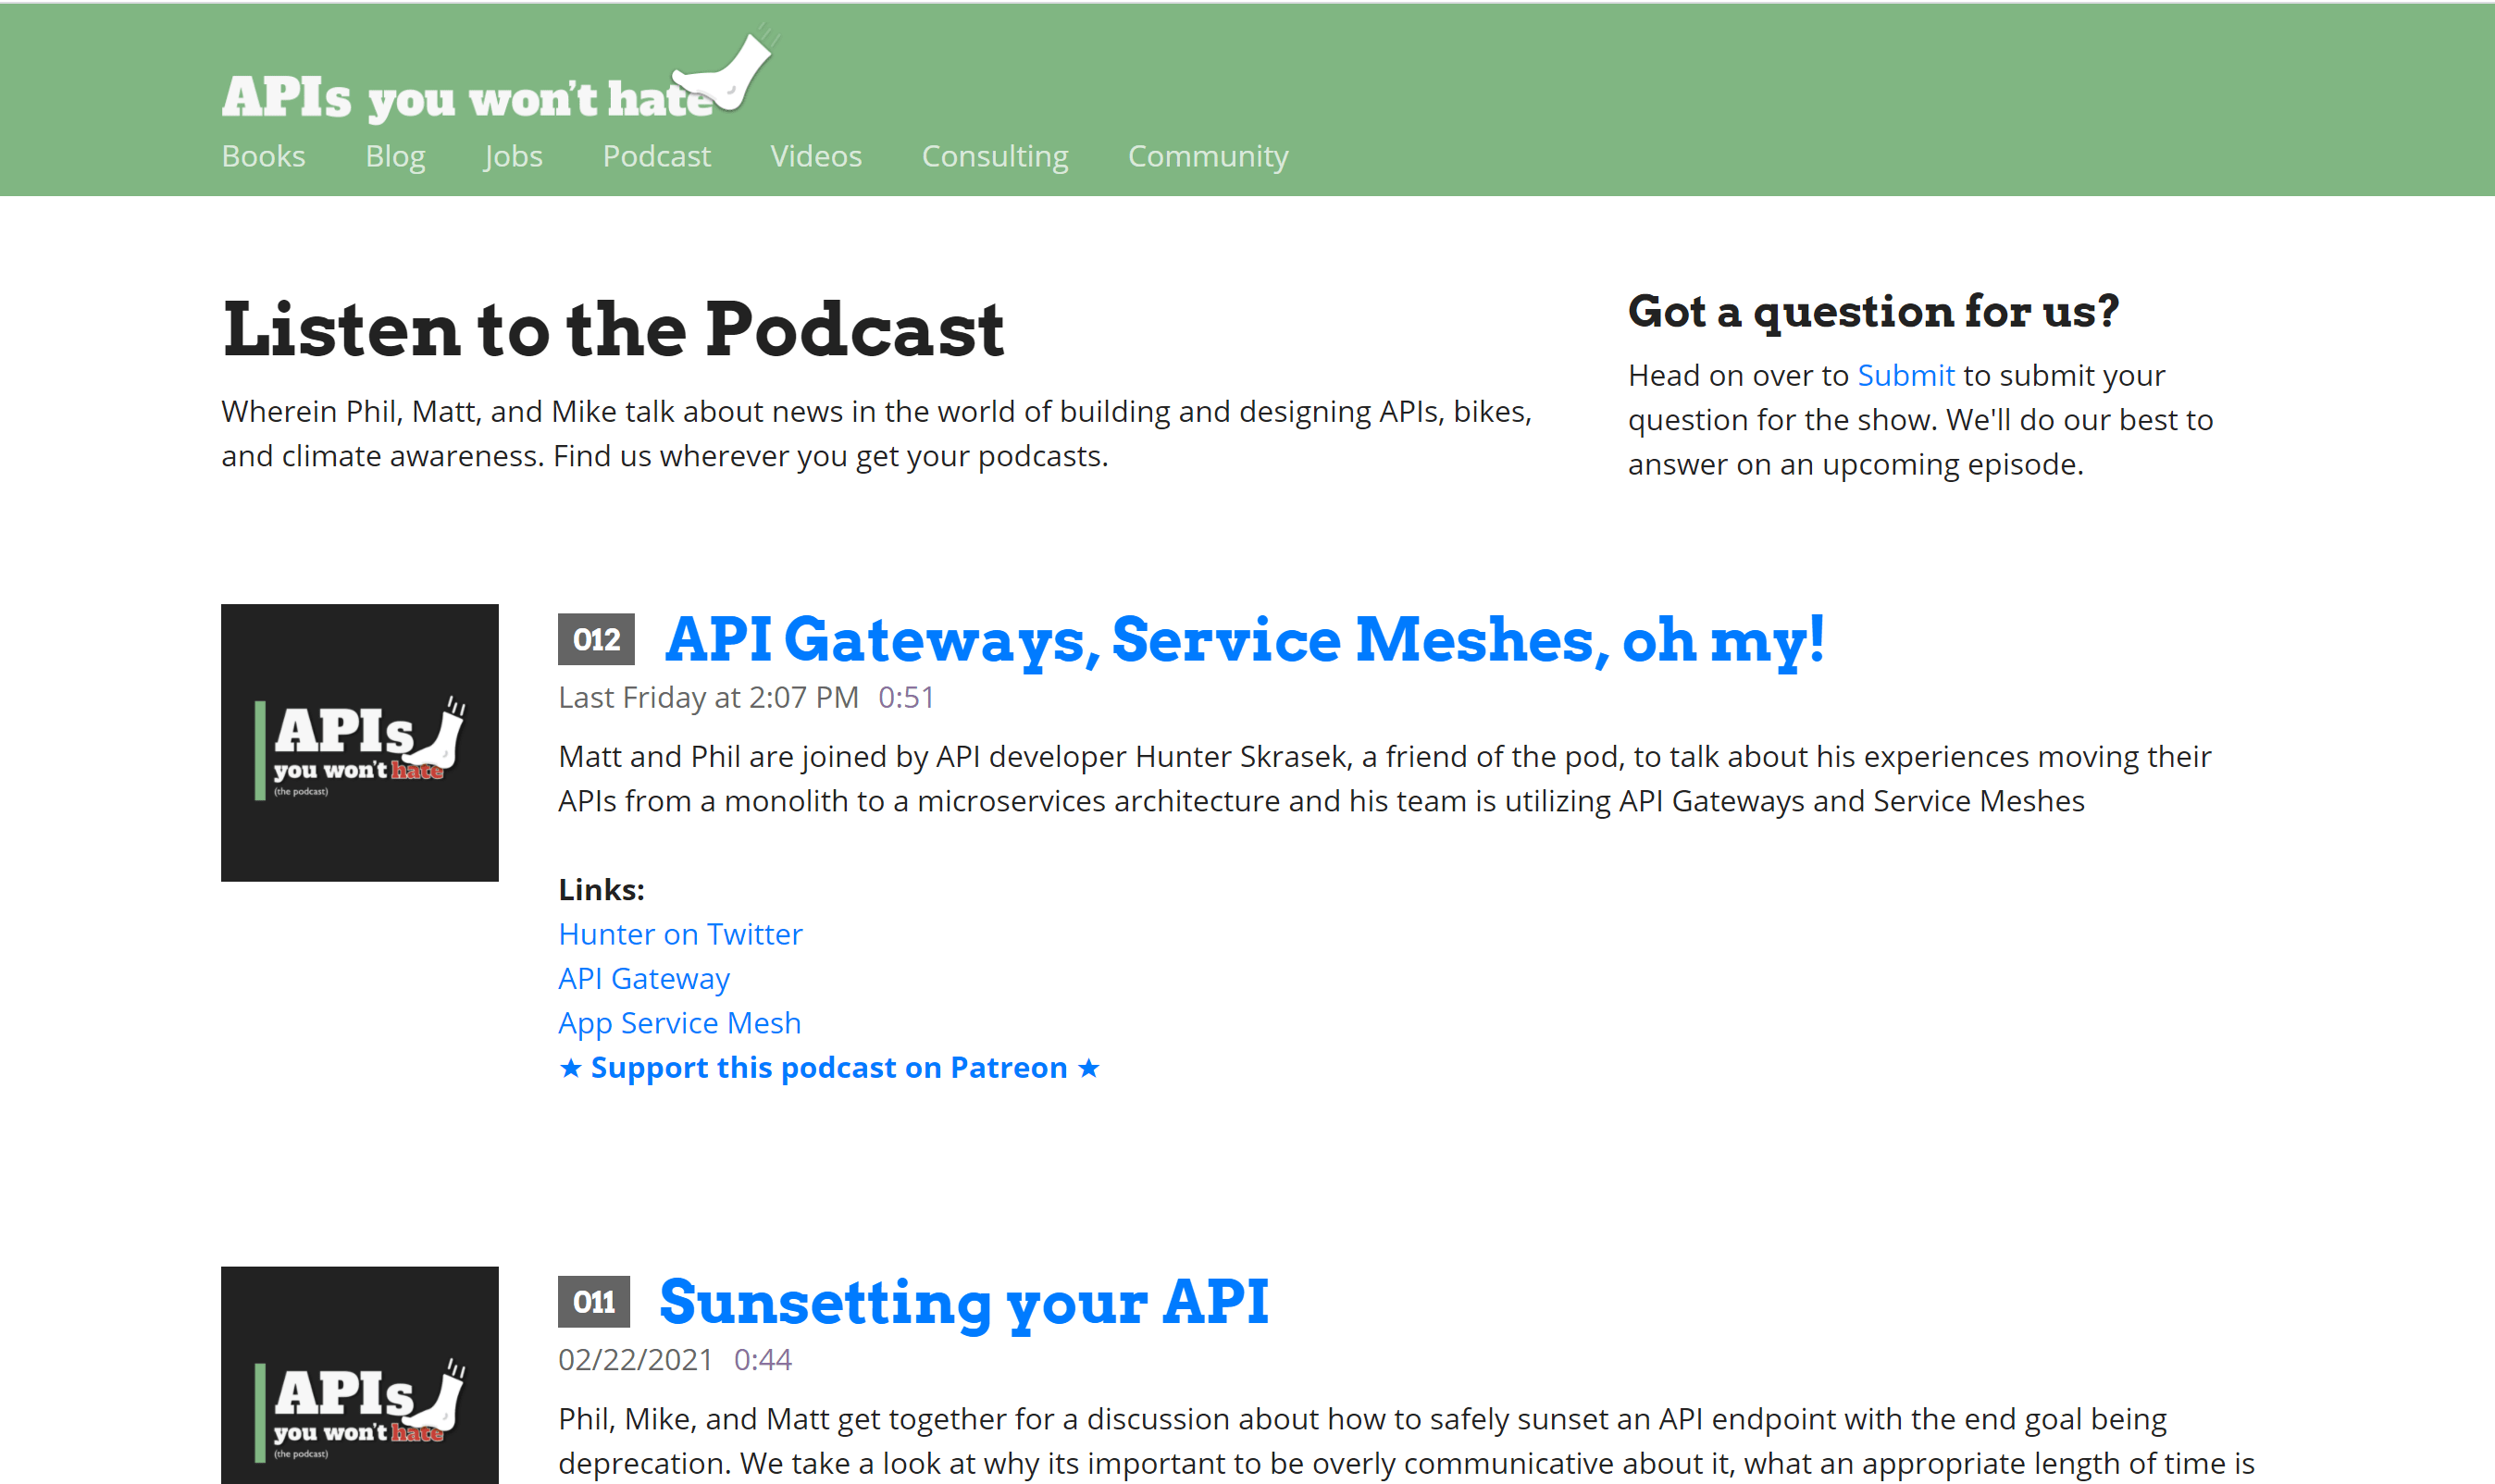 APIs you won't hate
Books Blog Jobs Podcast Videos Consulting Community
Listen to the Podcast
Wherein Phil, Matt, and Mike talk about news in the world of building and designing APIs, bikes,
and climate awareness. Find us wherever you get your podcasts.
Got a question for us?
Head on over to Submit to submit your
question for the show. We'll do our best to
answer on an upcoming episode.
APIs
you won't hate
(the podcast)
012 API Gateways, Service Meshes, oh my!
Last Friday at 2:07 PM 0:51
Matt and Phil are joined by API developer Hunter Skrasek, a friend of the pod, to talk about his experiences moving their
APIs from a monolith to a microservices architecture and his team is utilizing API Gateways and Service Meshes
Links:
Hunter on Twitter
API Gateway
App Service Mesh
★ Support this podcast on Patreon ★
APIs
you won't hate
(the podcast)
011 Sunsetting your API
02/22/2021 0:44
Phil, Mike, and Matt get together for a discussion about how to safely sunset an API endpoint with the end goal being
deprecation. We take a look at why its important to be overly communicative about it, what an appropriate length of time is